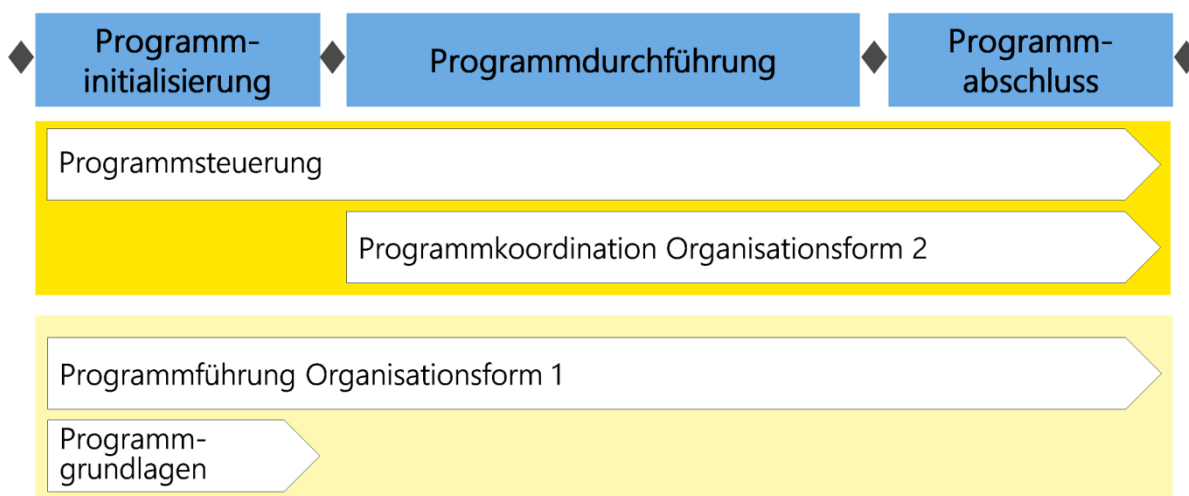 Programm-
initialisierung
Programmdurchführung
Programm-
abschluss
Programmsteuerung
Programmkoordination Organisationsform 2
Programmführung Organisationsform 1
Programm-
grundlagen